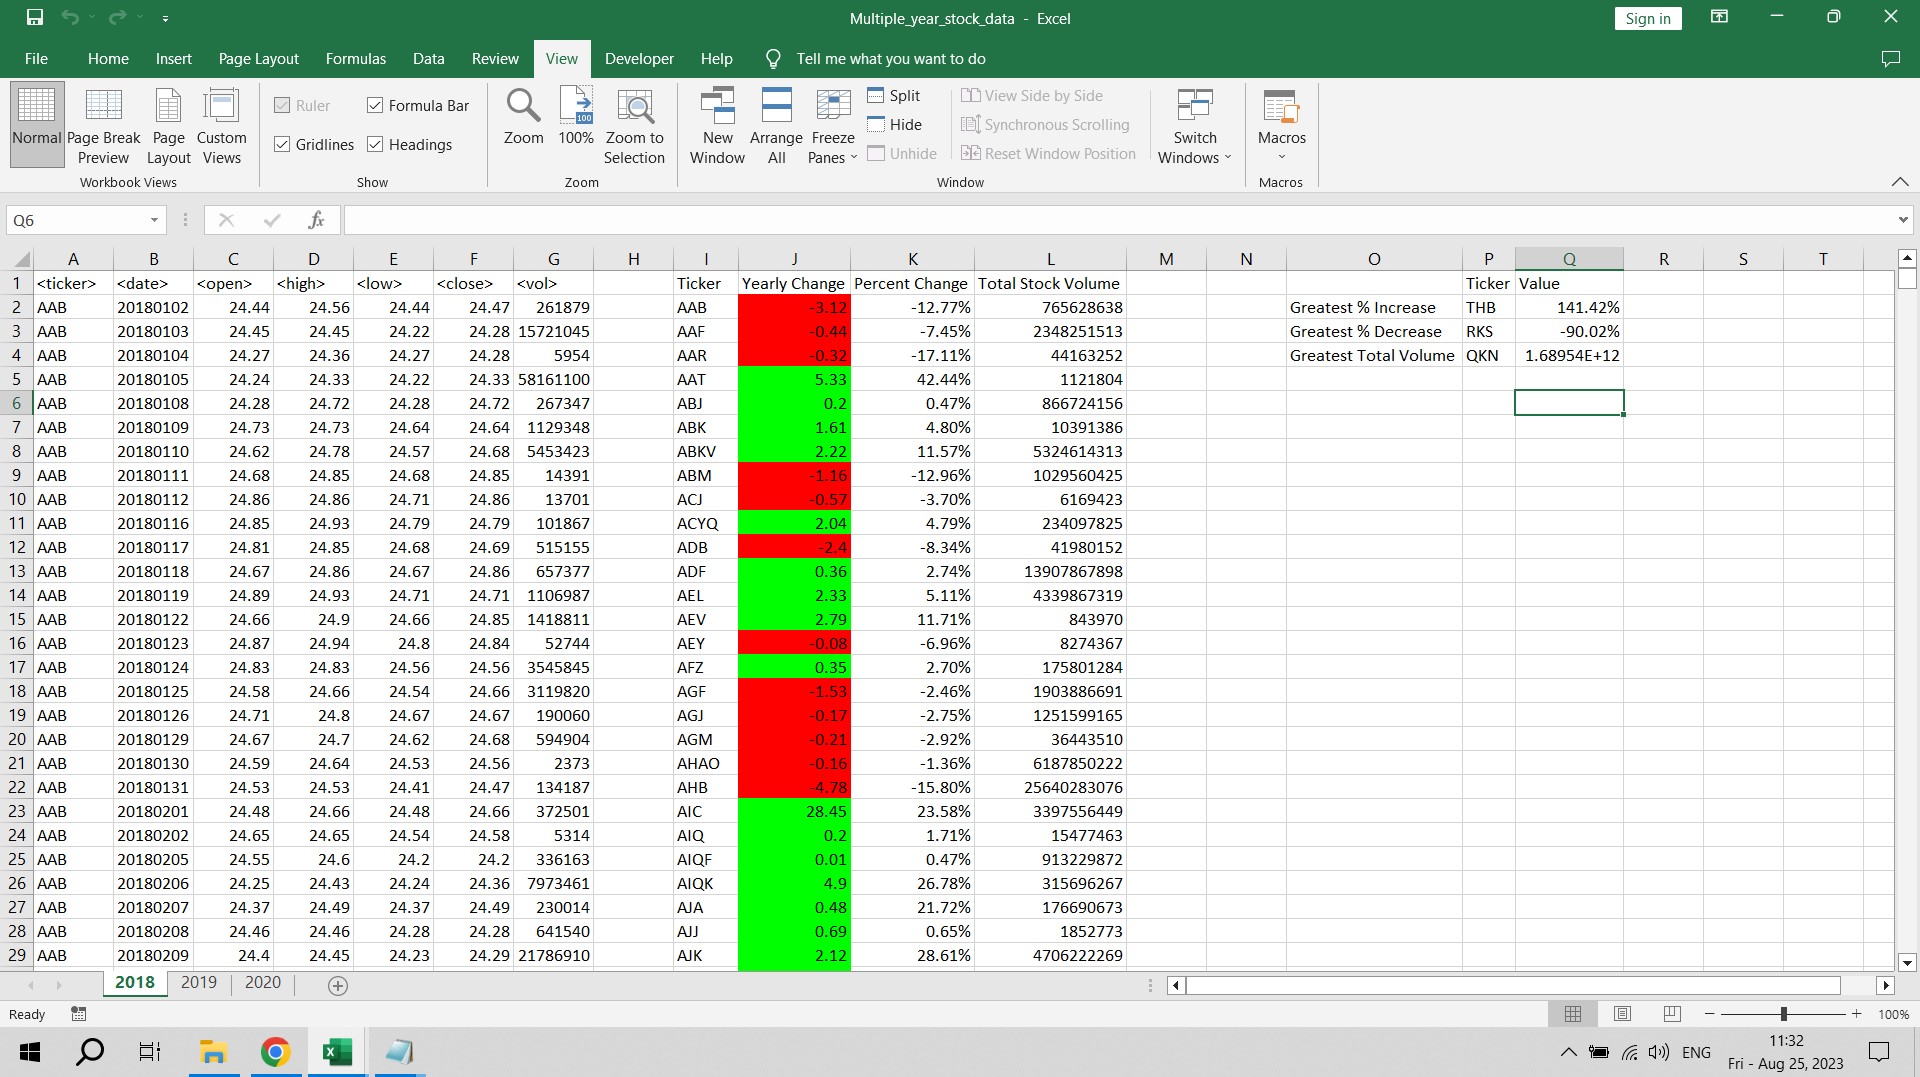 Multiple_year_stock_data - Excel
Sign in
File Home Insert Page Layout Formulas Data Review View Developer Help Tell me what you want to do
Normal Page Break Preview Page Layout Custom Views
Workbook Views
Ruler Formula Bar
Gridlines Headings
Show
Zoom 100% Zoom to Selection
100
Zoom
New Window Arrange All Freeze Panes
Split
Hide
Unhide
View Side by Side
Synchronous Scrolling
Reset Window Position
Window
Switch Windows
Macros
Macros
Q6 fx
A B C D E F G H I J K L M N O P Q R S T
1 <ticker> <date> <open> <high> <low> <close> <vol> Ticker Yearly Change Percent Change Total Stock Volume Ticker Value
2 AAB 20180102 24.44 24.56 24.44 24.47 261879 AAB -3.12 -12.77% 765628638 Greatest % Increase THB 141.42%
3 AAB 20180103 24.45 24.45 24.22 24.28 15721045 AAF -0.44 -7.45% 2348251513 Greatest % Decrease RKS -90.02%
4 AAB 20180104 24.27 24.36 24.27 24.28 5954 AAR -0.32 -17.11% 44163252 Greatest Total Volume QKN 1.68954E+12
5 AAB 20180105 24.24 24.33 24.22 24.33 58161100 AAT 5.33 42.44% 1121804
6 AAB 20180108 24.28 24.72 24.28 24.72 267347 ABJ 0.2 0.47% 866724156
7 AAB 20180109 24.73 24.73 24.64 24.64 1129348 ABK 1.61 4.80% 10391386
8 AAB 20180110 24.62 24.78 24.57 24.68 5453423 ABKV 2.22 11.57% 5324614313
9 AAB 20180111 24.68 24.85 24.68 24.85 14391 ABM -1.16 -12.96% 1029560425
10 AAB 20180112 24.86 24.86 24.71 24.86 13701 ACJ -0.57 -3.70% 6169423
11 AAB 20180116 24.85 24.93 24.79 24.79 101867 ACYQ 2.04 4.79% 234097825
12 AAB 20180117 24.81 24.85 24.68 24.69 515155 ADB -2.4 -8.34% 41980152
13 AAB 20180118 24.67 24.86 24.67 24.86 657377 ADF 0.36 2.74% 13907867898
14 AAB 20180119 24.89 24.93 24.71 24.71 1106987 AEL 2.33 5.11% 4339867319
15 AAB 20180122 24.66 24.9 24.66 24.85 1418811 AEV 2.79 11.71% 843970
16 AAB 20180123 24.87 24.94 24.8 24.84 52744 AEY -0.08 -6.96% 8274367
17 AAB 20180124 24.83 24.83 24.56 24.56 3545845 AFZ 0.35 2.70% 175801284
18 AAB 20180125 24.58 24.66 24.54 24.66 3119820 AGF -1.53 -2.46% 1903886691
19 AAB 20180126 24.71 24.8 24.67 24.67 190060 AGJ -0.17 -2.75% 1251599165
20 AAB 20180129 24.67 24.7 24.62 24.68 594904 AGM -0.21 -2.92% 36443510
21 AAB 20180130 24.59 24.64 24.53 24.56 2373 AHAO -0.16 -1.36% 6187850222
22 AAB 20180131 24.53 24.53 24.41 24.47 134187 AHB -4.78 -15.80% 25640283076
23 AAB 20180201 24.48 24.66 24.48 24.66 372501 AIC 28.45 23.58% 3397556449
24 AAB 20180202 24.65 24.65 24.54 24.58 5314 AIQ 0.2 1.71% 15477463
25 AAB 20180205 24.55 24.6 24.2 24.2 336163 AIQF 0.01 0.47% 913229872
26 AAB 20180206 24.25 24.43 24.24 24.36 7973461 AIQK 4.9 26.78% 315696267
27 AAB 20180207 24.37 24.49 24.37 24.49 230014 AJA 0.48 21.72% 176690673
28 AAB 20180208 24.46 24.46 24.28 24.28 641540 AJJ 0.69 0.65% 1852773
29 AAB 20180209 24.4 24.45 24.23 24.29 21786910 AJK 2.12 28.61% 4706222269
2018 2019 2020
Ready 100%
ENG
11:32
Fri - Aug 25, 2023